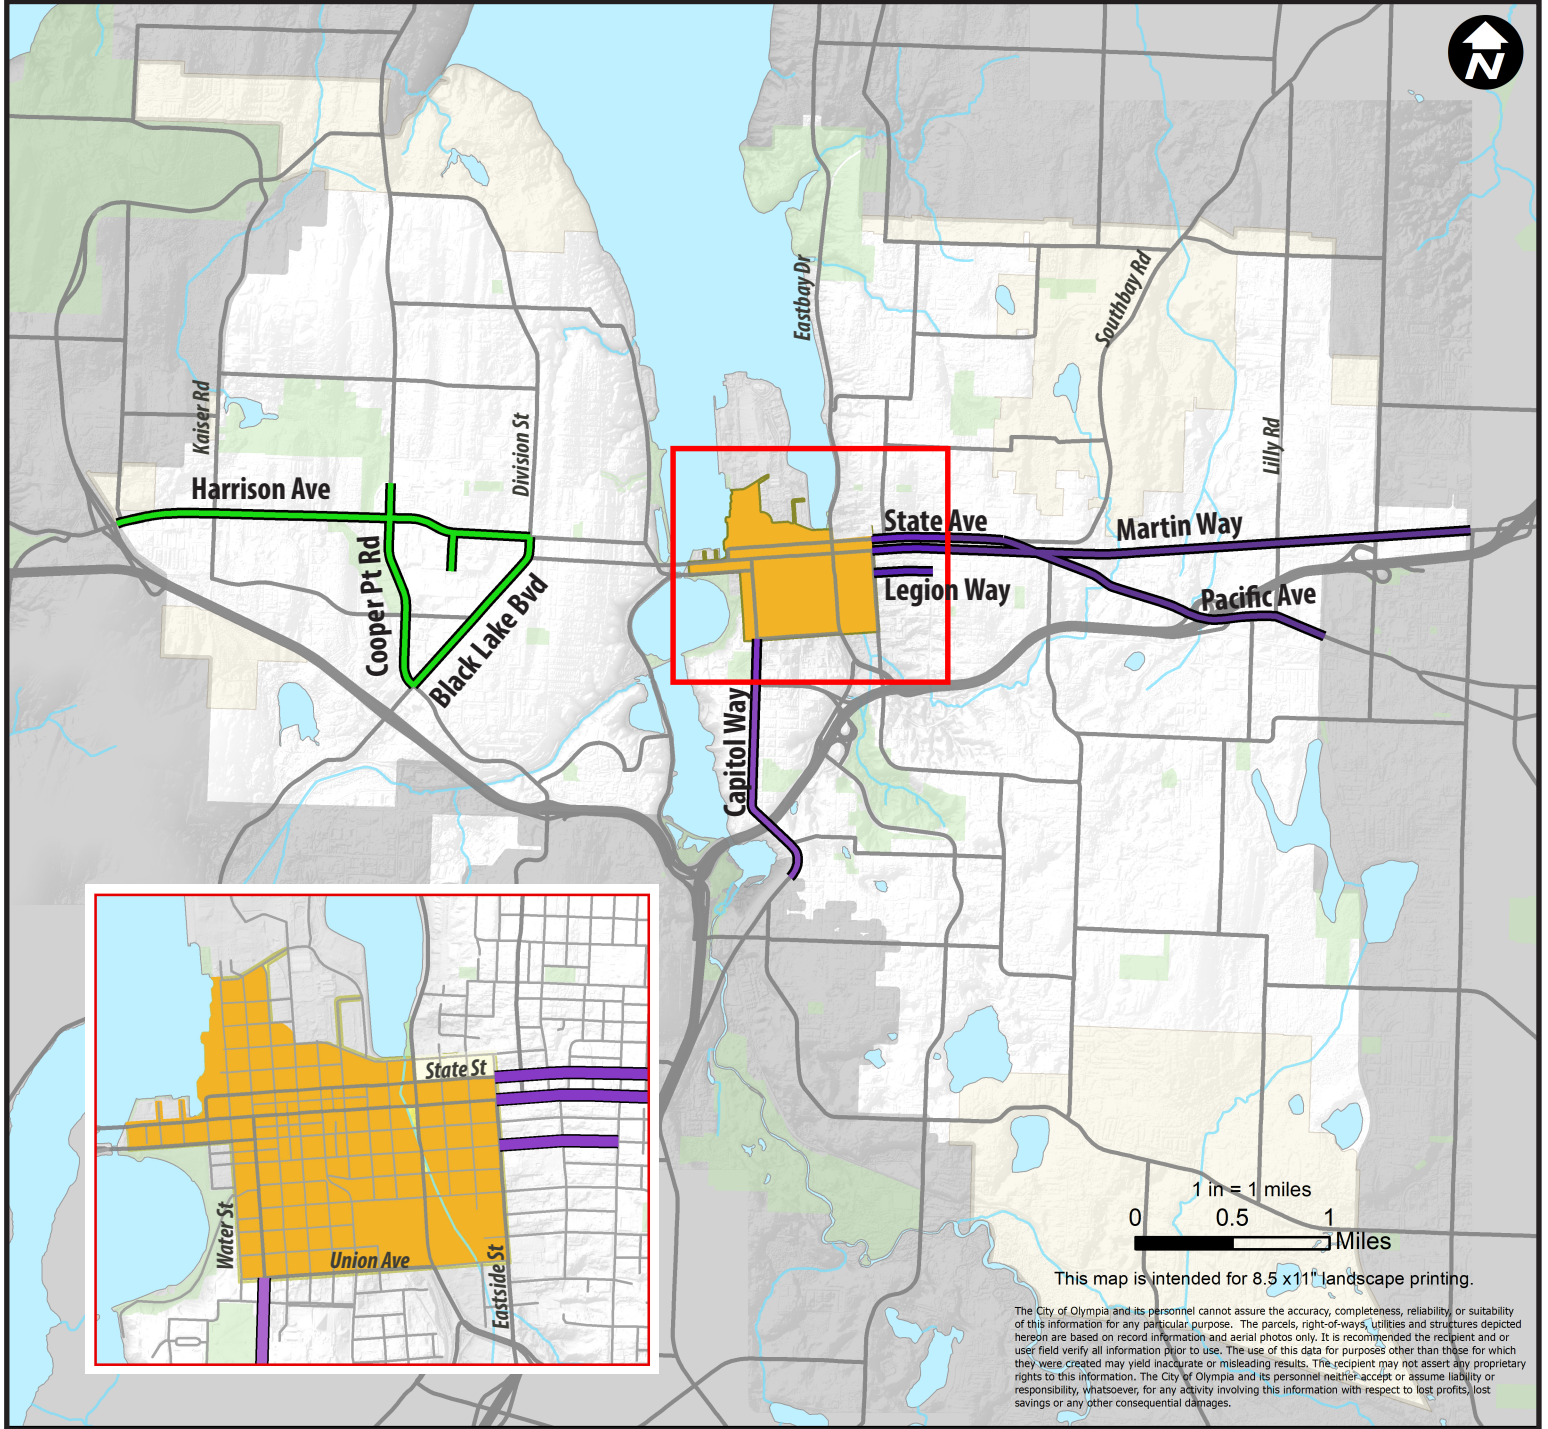 N
Eastbay Dr
Southbay Rd
Kaiser Rd
Division St
Lilly Rd
Harrison Ave
State Ave
Martin Way
Cooper Pt Rd
Black Lake Bvd
Legion Way
Pacific Ave
Capitol Way
State St
Water St
Union Ave
Eastside St
1 in = 1 miles
0 0.5 1
Miles
This map is intended for 8.5 x11" landscape printing.
The City of Olympia and its personnel cannot assure the accuracy, completeness, reliability, or suitability
of this information for any particular purpose. The parcels, right-of-ways, utilities and structures depicted
hereon are based on record information and aerial photos only. It is recommended the recipient and or
user field verify all information prior to use. The use of this data for purposes other than those for which
they were created may yield inaccurate or misleading results. The recipient may not assert any proprietary
rights to this information. The City of Olympia and its personnel neither accept or assume liability or
responsibility, whatsoever, for any activity involving this information with respect to lost profits, lost
savings or any other consequential damages.